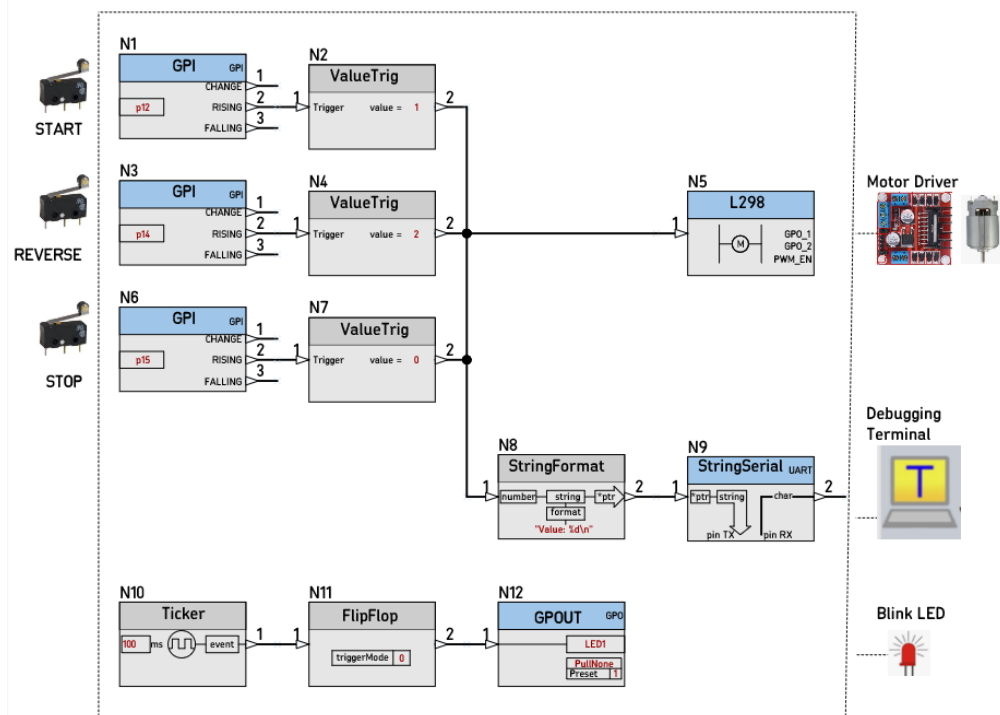 N1
GPI GPI
CHANGE 1
RISING 2
FALLING 3
p12
START
N2
ValueTrig
1 Trigger value = 1 2
N3
GPI GPI
CHANGE 1
RISING 2
FALLING 3
p14
REVERSE
N4
ValueTrig
1 Trigger value = 2 2
N5
L298
1
M
GPO_1
GPO_2
PWM_EN
Motor Driver
N6
GPI GPI
CHANGE 1
RISING 2
FALLING 3
p15
STOP
N7
ValueTrig
1 Trigger value = 0 2
N8
StringFormat
1 number string *ptr 2
format
"Value: %d\n"
N9
StringSerial UART
1 *ptr string char 2
pin TX pin RX
Debugging
Terminal
T
N10
Ticker
100 ms event 1
N11
FlipFlop
1 2
triggerMode 0
N12
GPOUT GPO
1 LED1
PullNone
Preset 1
Blink LED